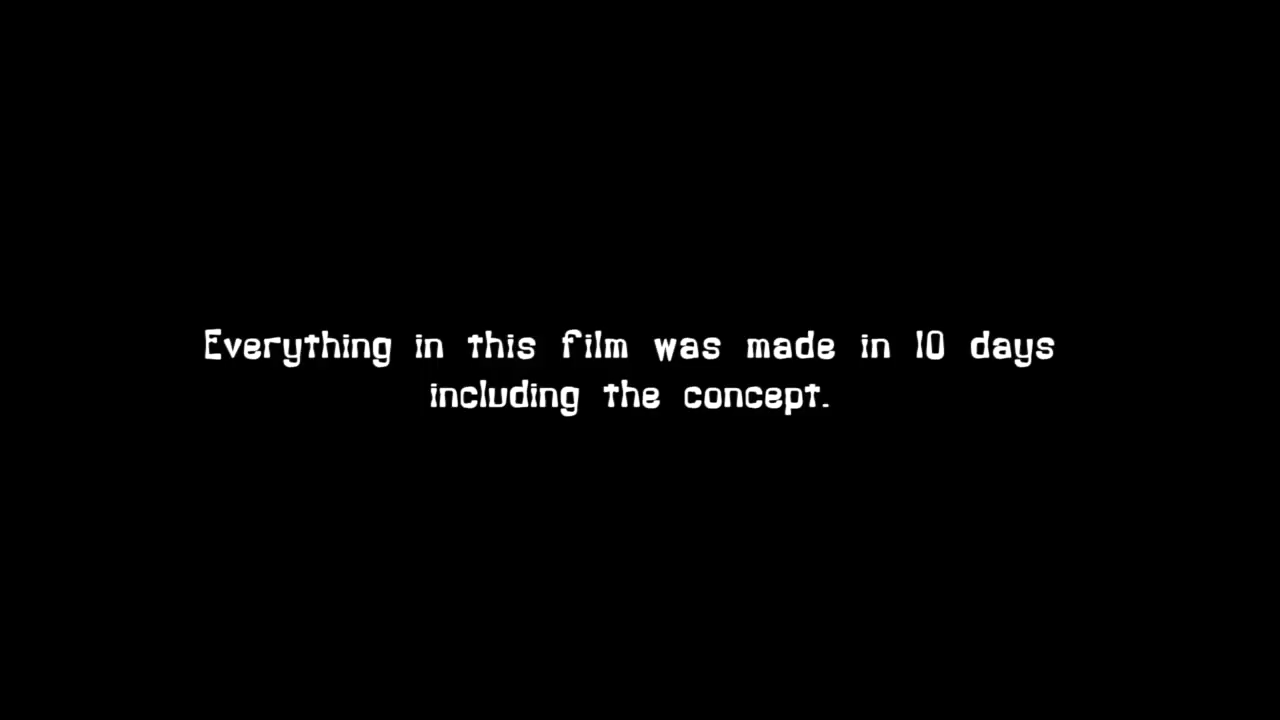 Everything in this film was made in 10 days
including the concept.